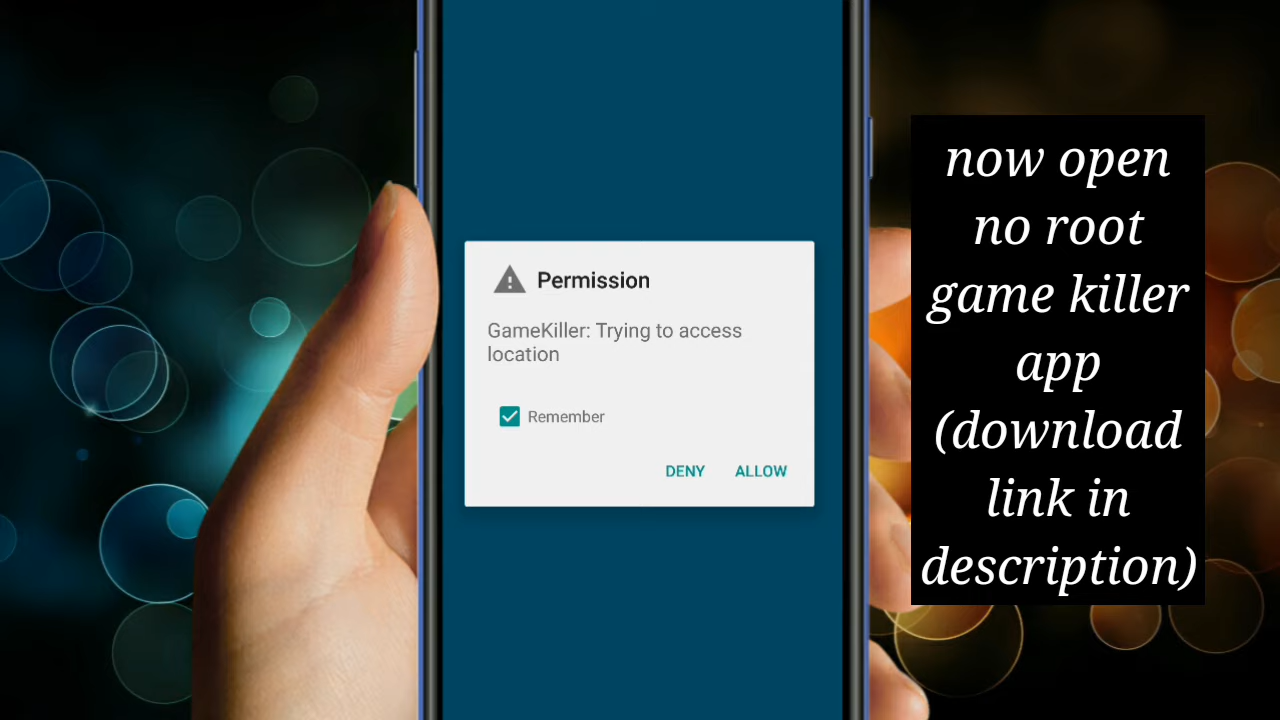 Permission
GameKiller: Trying to access
location
Remember
DENY ALLOW
now open
no root
game killer
app
(download
link in
description)